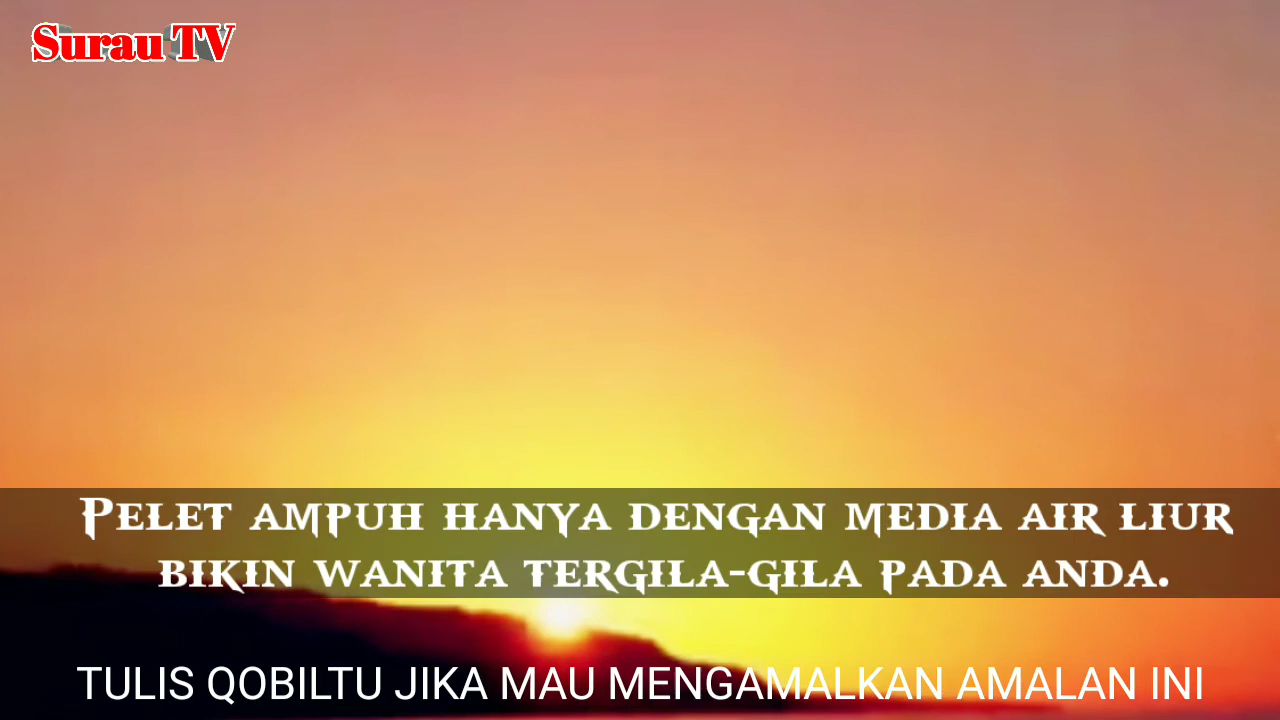 Surau TV
Pelet ampuh hanya dengan media air liur
bikin wanita tergila-gila pada anda.
TULIS QOBILTU JIKA MAU MENGAMALKAN AMALAN INI